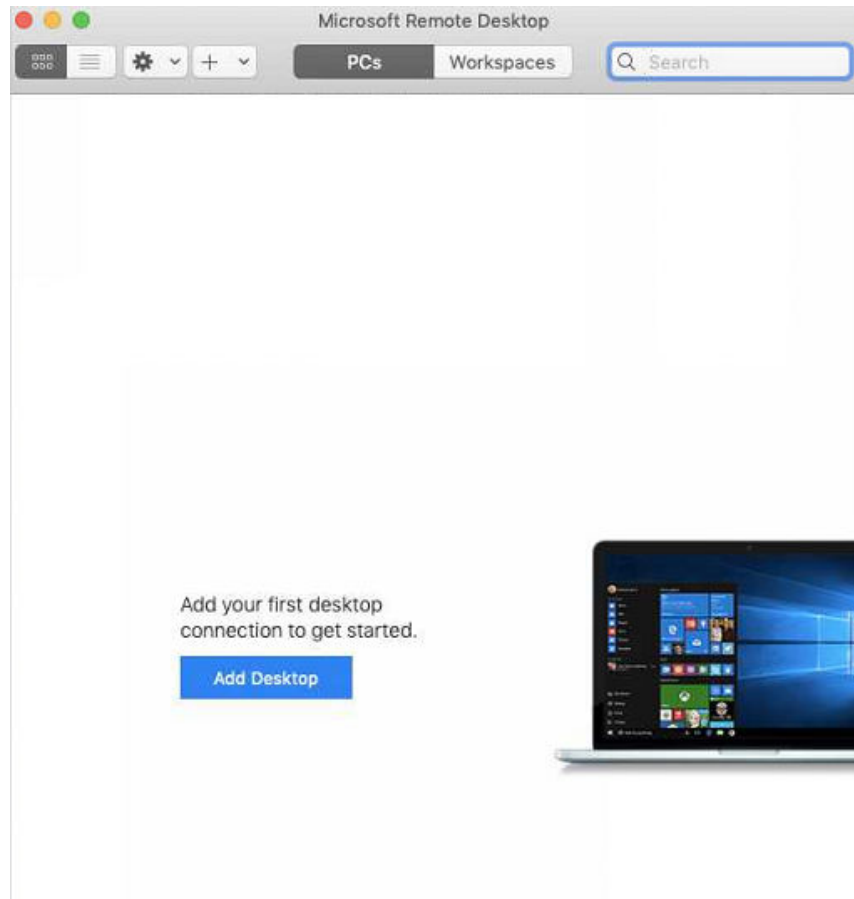 Microsoft Remote Desktop
PCs
Workspaces
Search
Add your first desktop
connection to get started.
Add Desktop